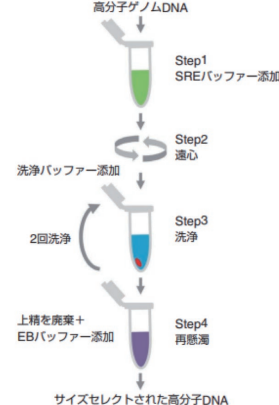 高分子ゲノムDNA
Step1
SREバッファー添加
Step2
遠心
洗浄バッファー添加
Step3
洗浄
2回洗浄
上精を廃棄+
EBバッファー添加
Step4
再懸濁
サイズセレクトされた高分子DNA